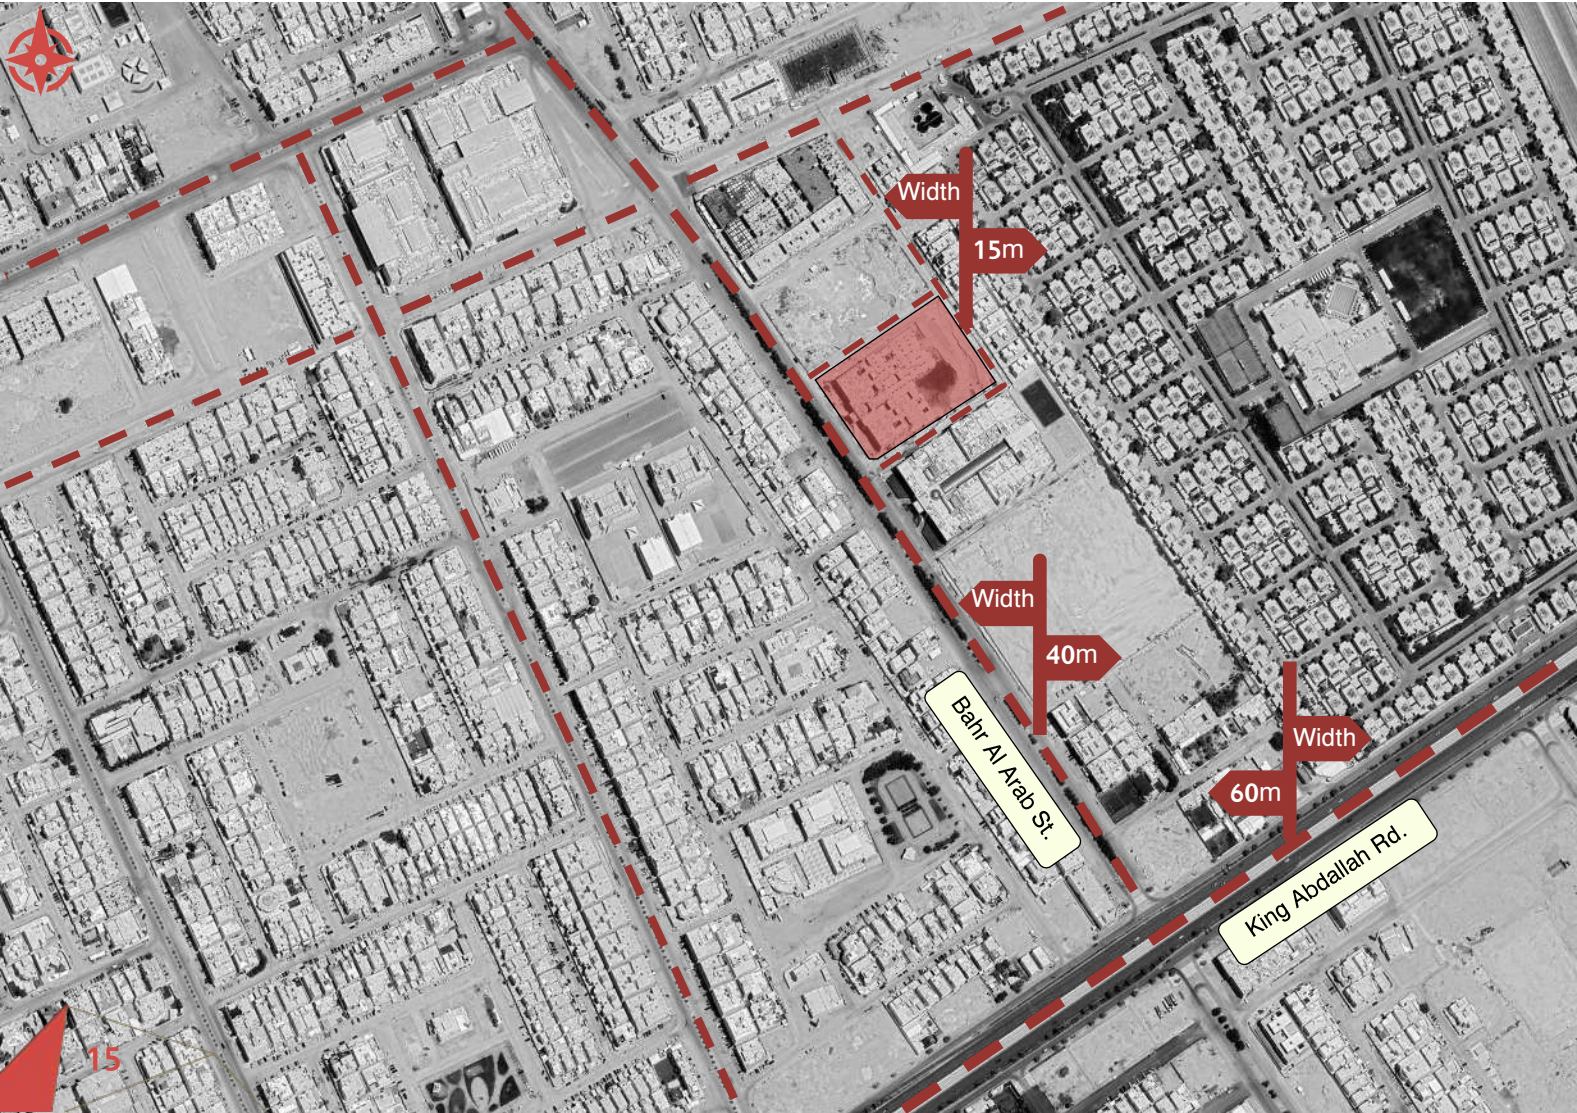 Width
15m
Width
40m
Bahr Al Arab St.
Width
60m
King Abdallah Rd.
15